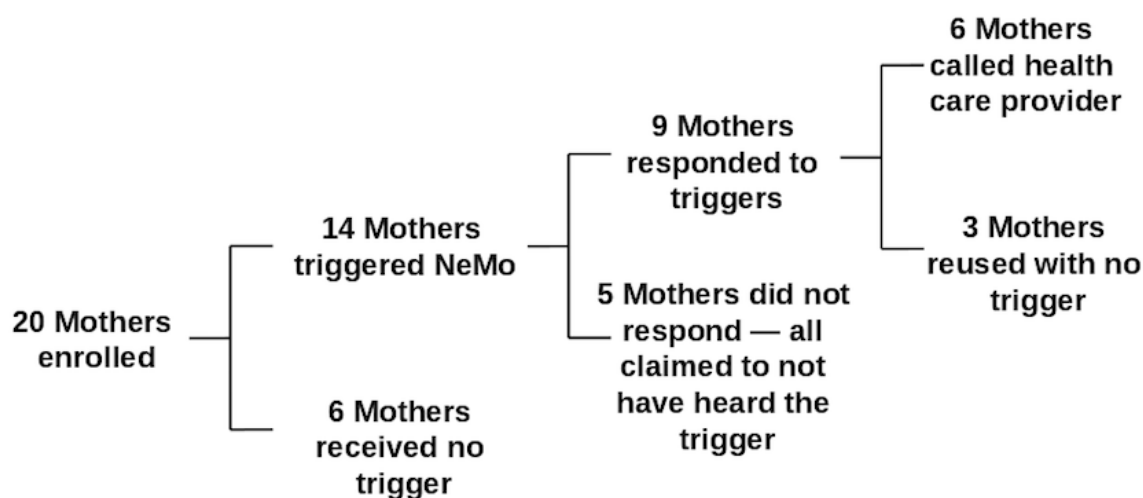 20 Mothers
enrolled
14 Mothers
triggered NeMo
6 Mothers
received no
trigger
9 Mothers
responded to
triggers
5 Mothers did not
respond — all
claimed to not
have heard the
trigger
6 Mothers
called health
care provider
3 Mothers
reused with no
trigger